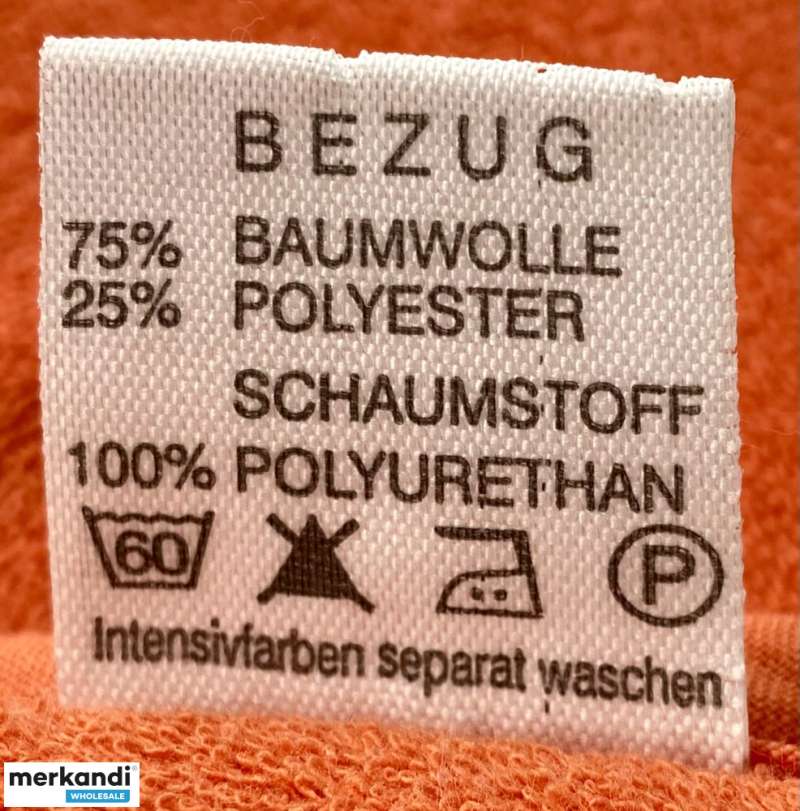 BEZUG
75% BAUMWOLLE
25% POLYESTER
SCHAUMSTOFF
100% POLYURETHAN
60 P
Intensivfarben separat waschen
merkandi®
WHOLESALE